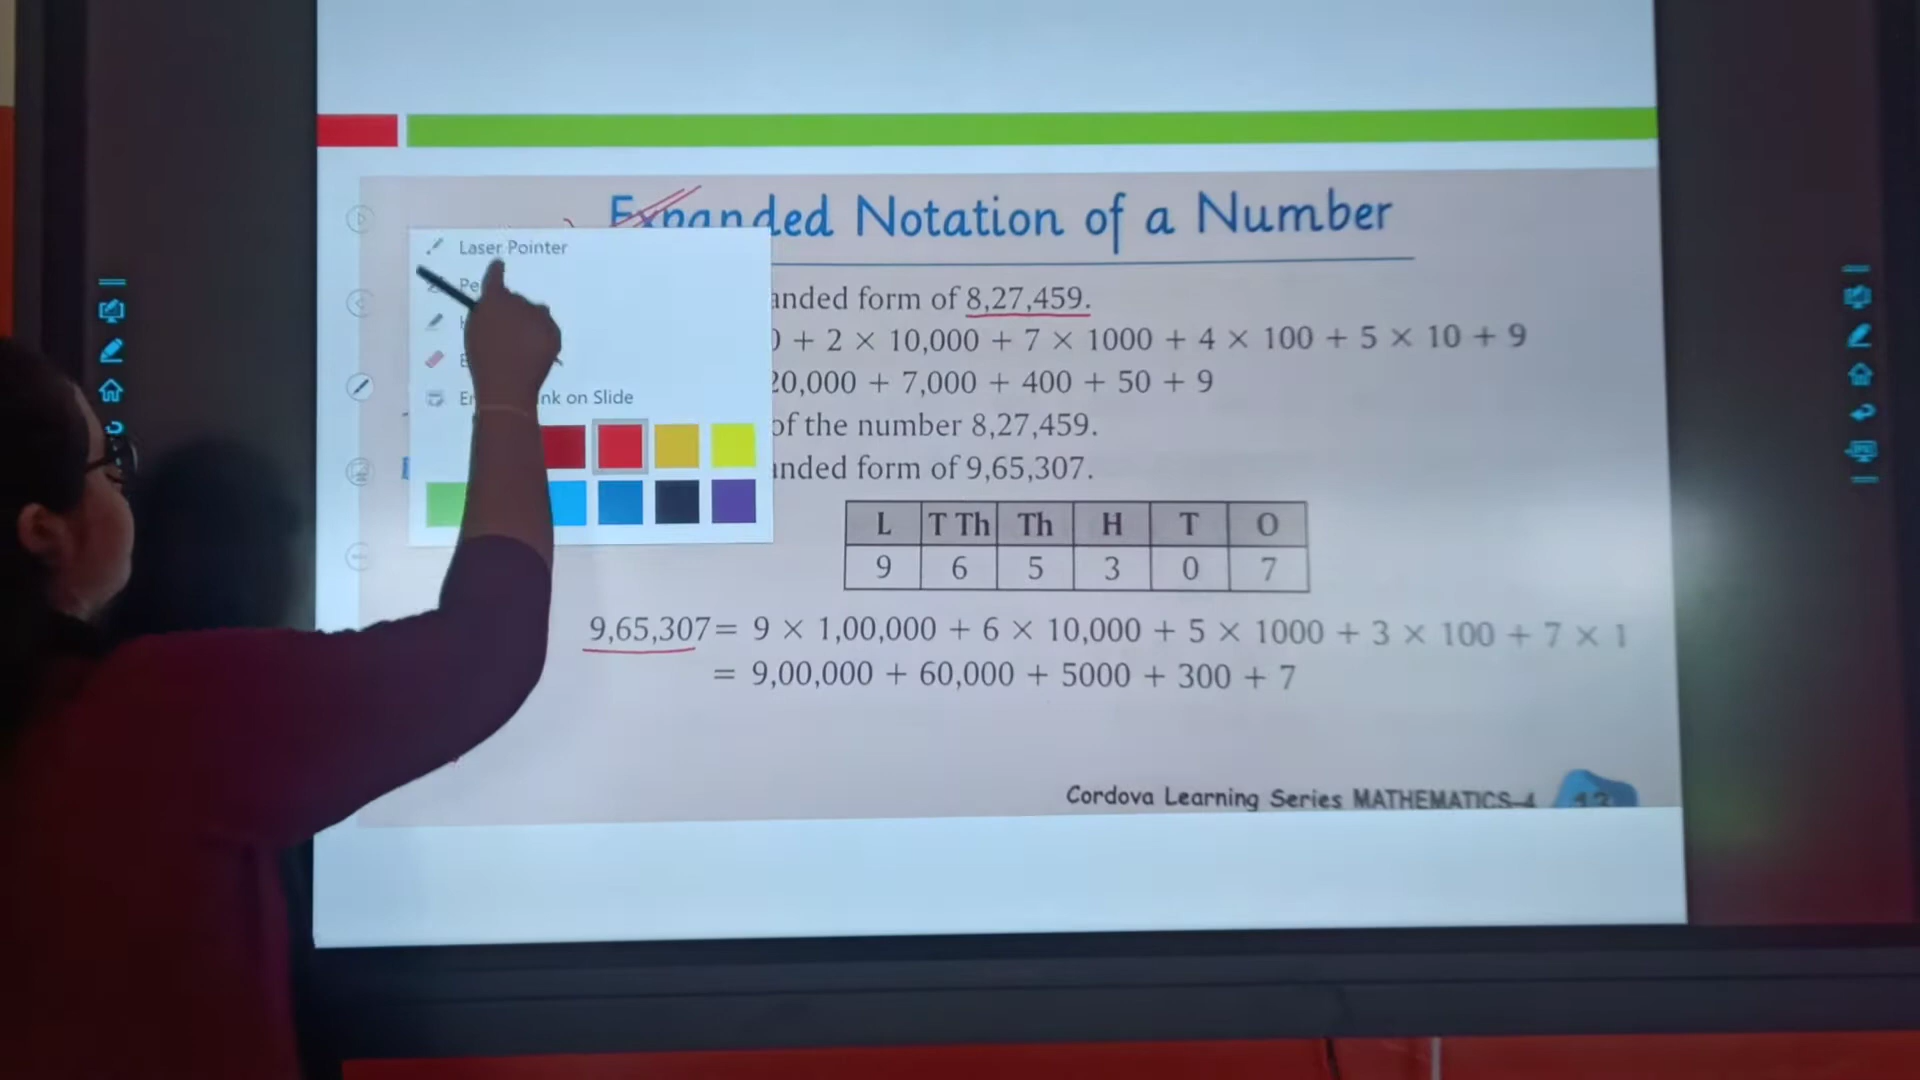 Expanded Notation of a Number
Laser Pointer
anded form of 8,27,459.
+ 2 × 10,000 + 7 × 1000 + 4 × 100 + 5 × 10 + 9
20,000 + 7,000 + 400 + 50 + 9
nk on Slide
of the number 8,27,459.
anded form of 9,65,307.
L T Th Th H T O
9 6 5 3 0 7
9,65,307 = 9 × 1,00,000 + 6 × 10,000 + 5 × 1000 + 3 × 100 + 7 × 1
= 9,00,000 + 60,000 + 5000 + 300 + 7
Cordova Learning Series MATHEMATICS-4